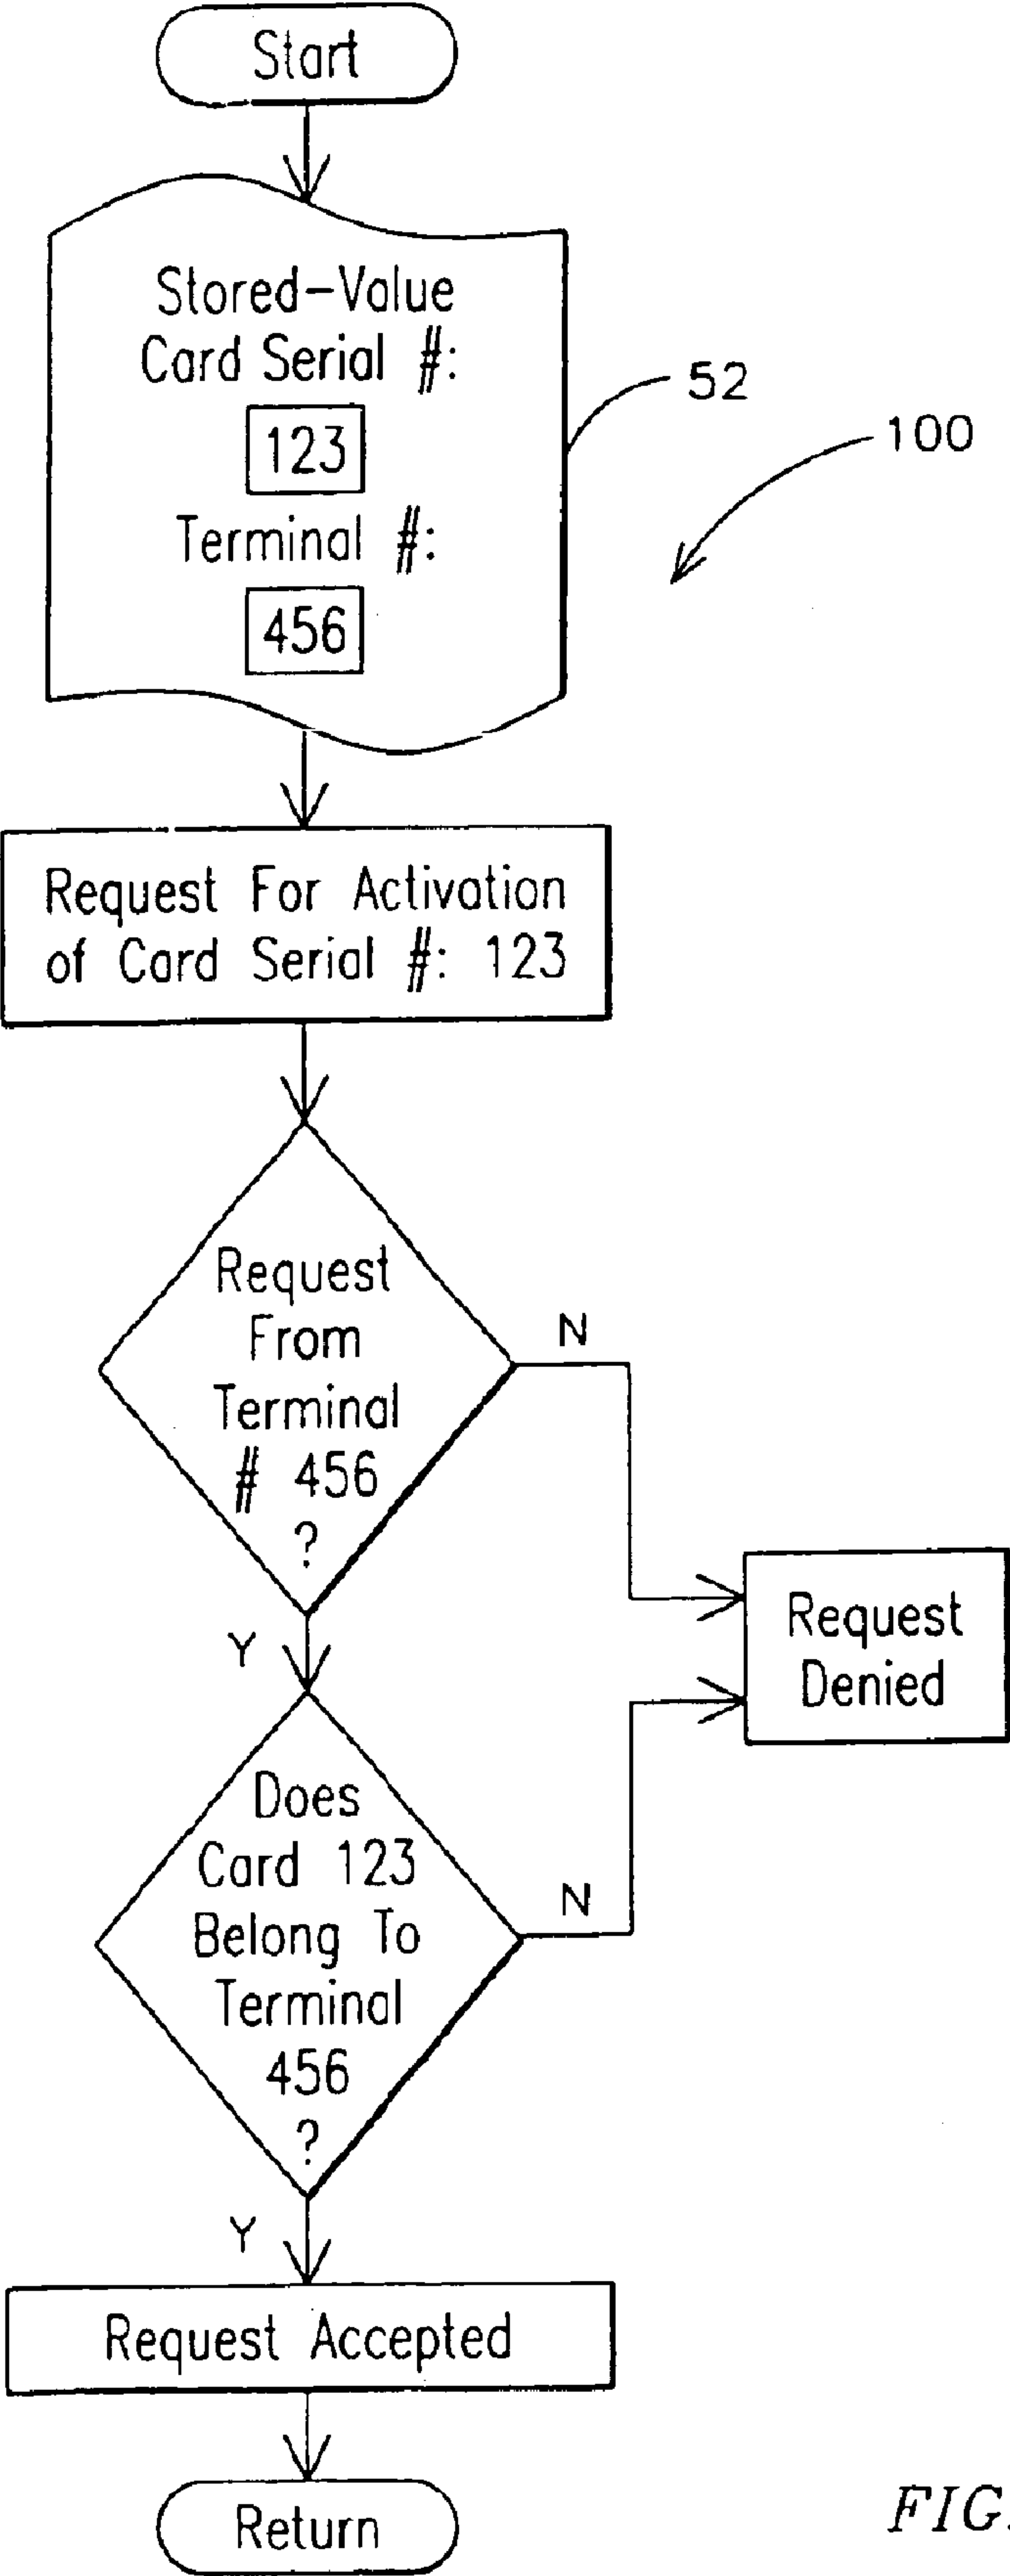 Start
Stored-Value
Card Serial #:
123
Terminal #:
456
52
100
Request For Activation
of Card Serial #: 123
Request
From
Terminal
# 456
?
N
Y
Request
Denied
Does
Card 123
Belong To
Terminal
456
?
N
Y
Request Accepted
Return
FIG.